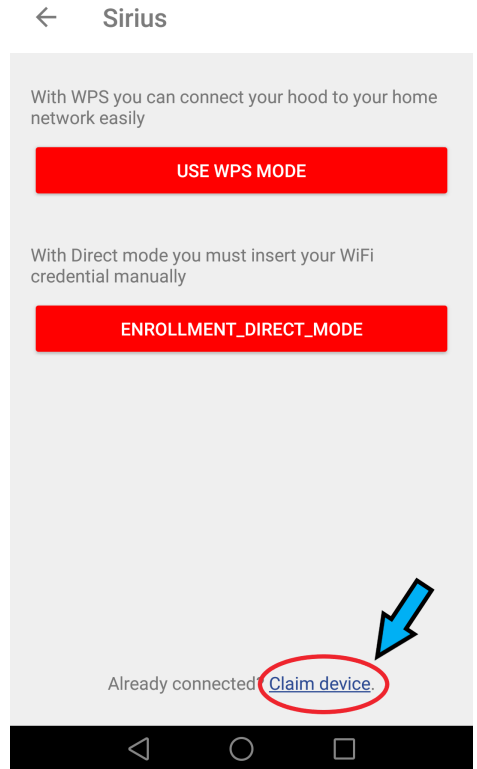 Sirius
With WPS you can connect your hood to your home
network easily
USE WPS MODE
With Direct mode you must insert your WiFi
credential manually
ENROLLMENT_DIRECT_MODE
Already connected? Claim device.